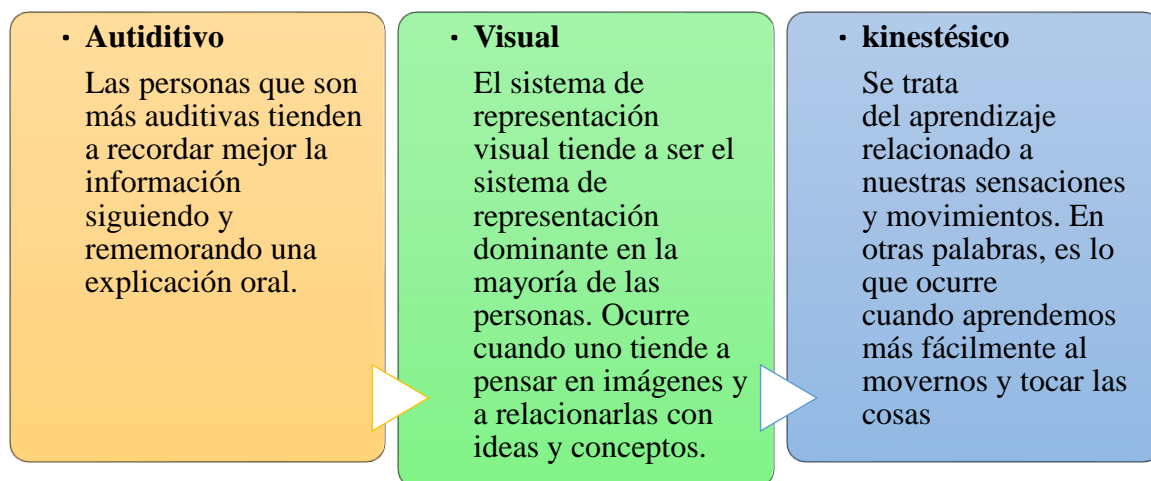 · Autiditivo
Las personas que son
más auditivas tienden
a recordar mejor la
información
siguiendo y
rememorando una
explicación oral.
· Visual
El sistema de
representación
visual tiende a ser el
sistema de
representación
dominante en la
mayoría de las
personas. Ocurre
cuando uno tiende a
pensar en imágenes y
a relacionarlas con
ideas y conceptos.
· kinestésico
Se trata
del aprendizaje
relacionado a
nuestras sensaciones
y movimientos. En
otras palabras, es lo
que ocurre
cuando aprendemos
más fácilmente al
movernos y tocar las
cosas